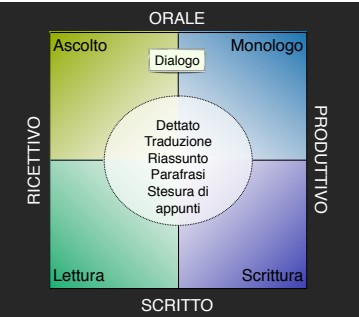 ORALE
Ascolto
Monologo
Dialogo
RICETTIVO
PRODUTTIVO
Dettato
Traduzione
Riassunto
Parafrasi
Stesura di
appunti
Lettura
Scrittura
SCRITTO